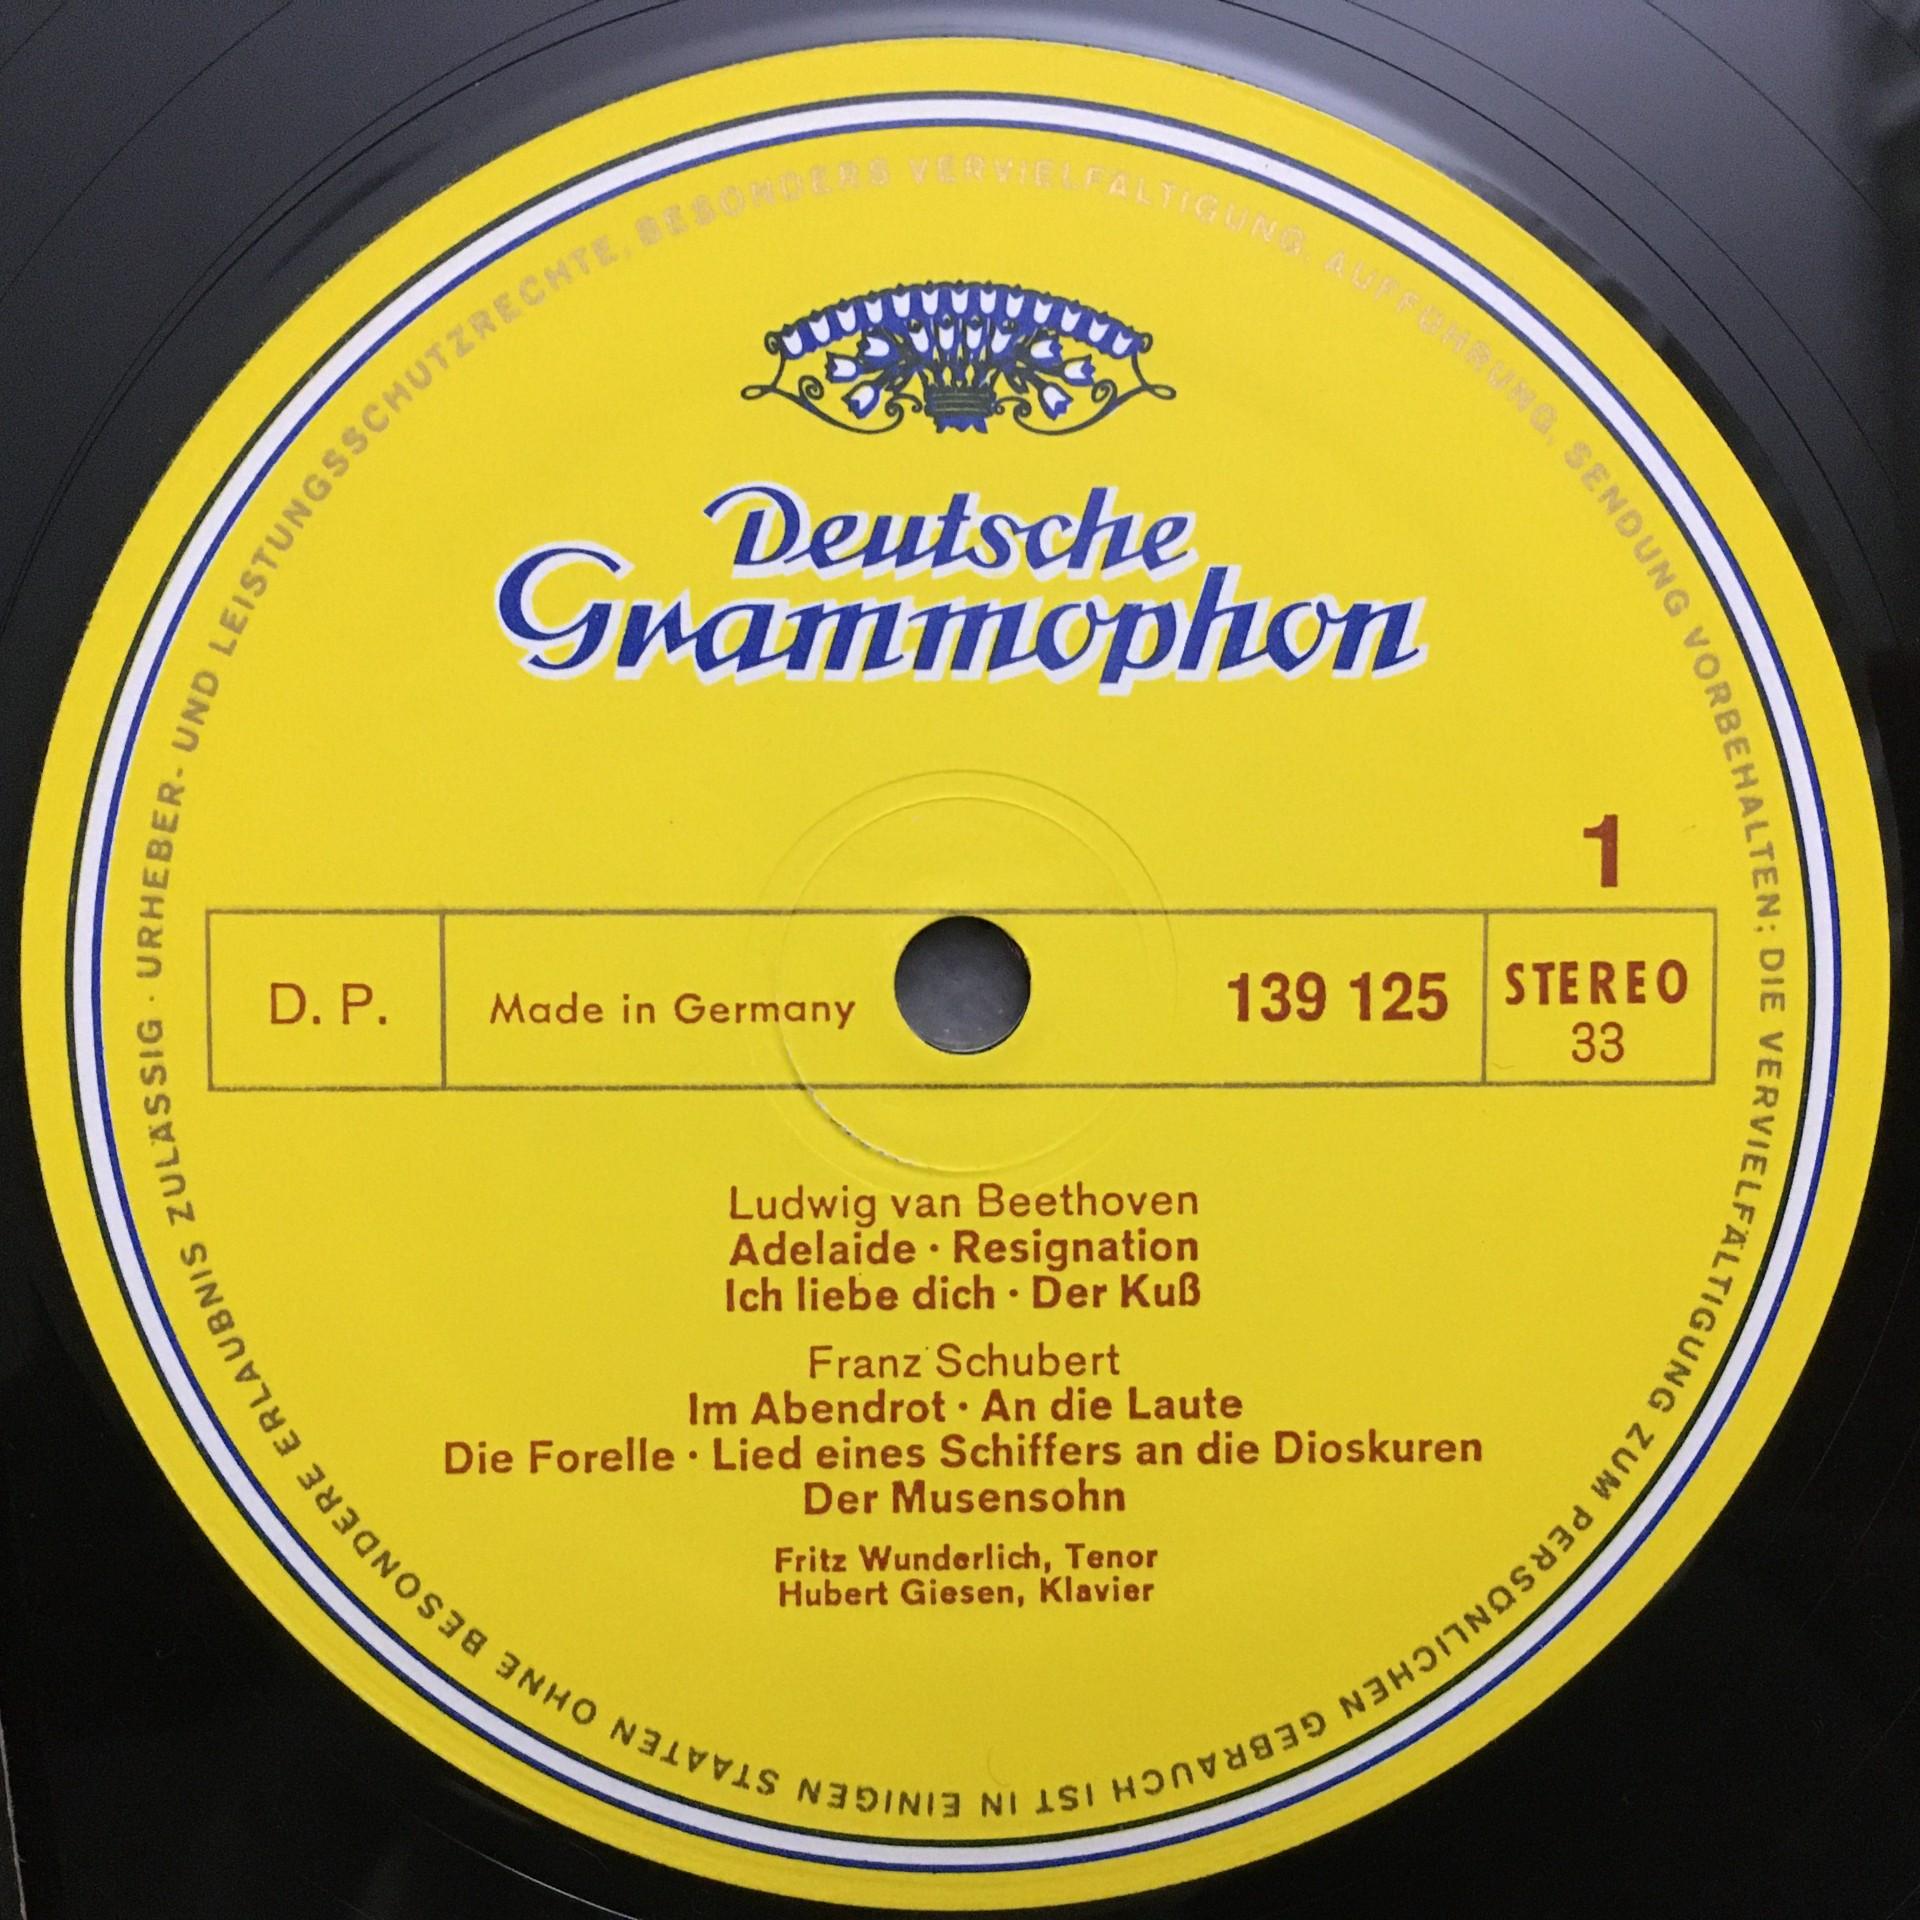 URHEBER- UND LEISTUNGSSCHUTZRECHTE, BESONDERS VERVIELFÄLTIGUNG, AUFFÜHRUNG, SENDUNG VORBEHALTEN; DIE VERVIELFÄLTIGUNG ZUM PERSÖNLICHEN GEBRAUCH IST IN EINIGEN STAATEN OHNE BESONDERE ERLAUBNIS ZULÄSSIG ·
Deutsche
Grammophon
1
D. P.
Made in Germany
139 125
STEREO
33
Ludwig van Beethoven
Adelaide · Resignation
Ich liebe dich · Der Kuß
Franz Schubert
Im Abendrot · An die Laute
Die Forelle · Lied eines Schiffers an die Dioskuren
Der Musensohn
Fritz Wunderlich, Tenor
Hubert Giesen, Klavier